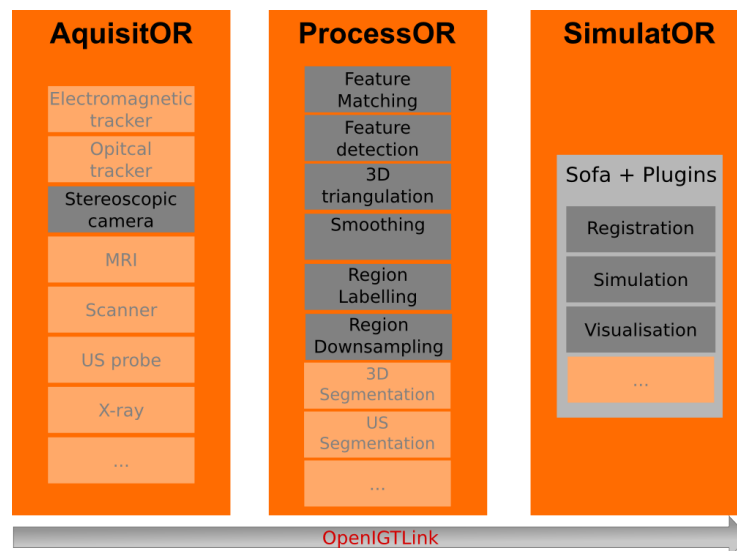 AquisitOR
Electromagnetic
tracker
Opitcal
tracker
Stereoscopic
camera
MRI
Scanner
US probe
X-ray
...
ProcessOR
Feature
Matching
Feature
detection
3D
triangulation
Smoothing
Region
Labelling
Region
Downsampling
3D
Segmentation
US
Segmentation
...
SimulatOR
Sofa + Plugins
Registration
Simulation
Visualisation
...
OpenIGTLink